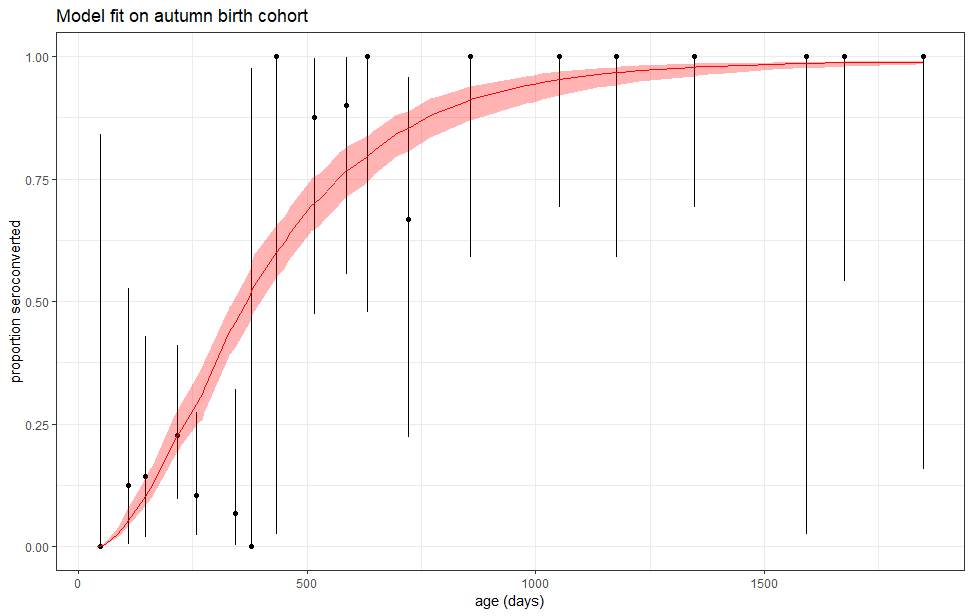 Model fit on autumn birth cohort
proportion seroconverted
1.00
0.75
0.50
0.25
0.00
0 500 1000 1500
age (days)